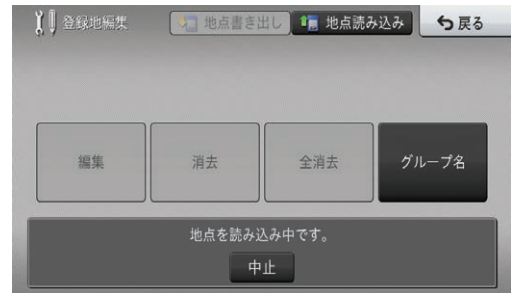 登録地編集 地点書き出し 地点読み込み 戻る
編集 消去 全消去 グループ名
地点を読み込み中です。
中止